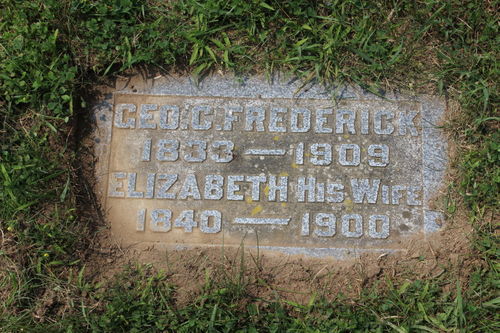 GEO. C. FREDERICK
1833 — 1909
ELIZABETH HIS WIFE
1840 — 1900